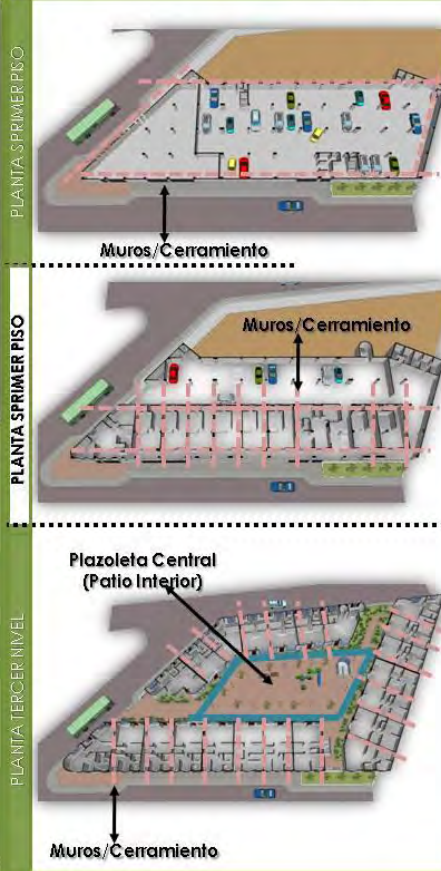 PLANTA SPRIMER PISO
Muros/Cerramiento
PLANTA SPRIMER PISO
Muros/Cerramiento
PLANTA TERCER NIVEL
Plazoleta Central
(Patio Interior)
Muros/Cerramiento